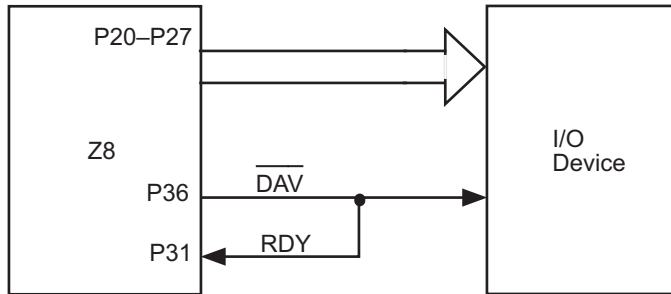 P20–P27
Z8
I/O
Device
DAV
P36
RDY
P31